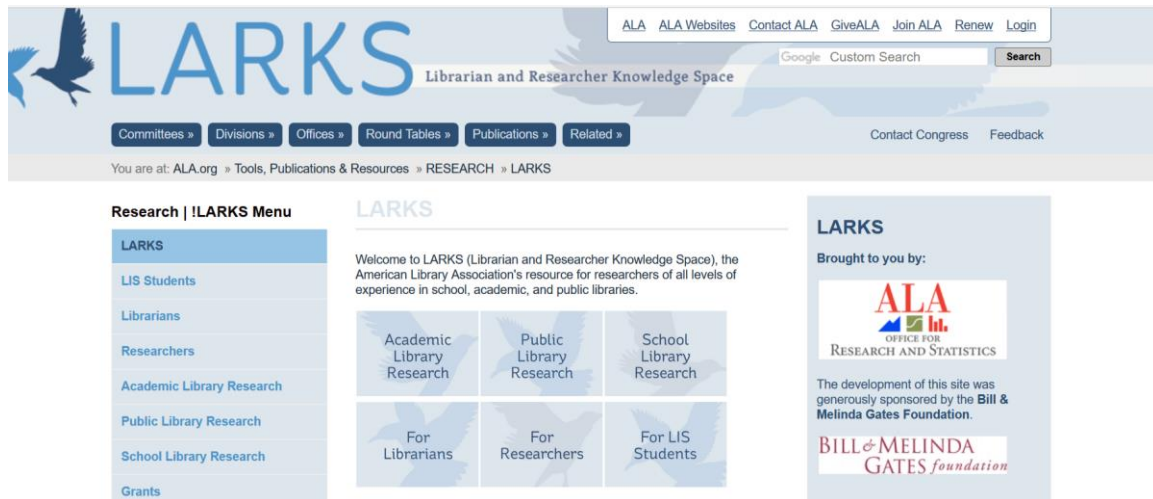 LARKS
Librarian and Researcher Knowledge Space
ALA ALA Websites Contact ALA GiveALA Join ALA Renew Login
Google Custom Search Search
Committees » Divisions » Offices » Round Tables » Publications » Related »
Contact Congress Feedback
You are at: ALA.org » Tools, Publications & Resources » RESEARCH » LARKS
Research | !LARKS Menu
LARKS
LIS Students
Librarians
Researchers
Academic Library Research
Public Library Research
School Library Research
Grants
LARKS
Welcome to LARKS (Librarian and Researcher Knowledge Space), the
American Library Association's resource for researchers of all levels of
experience in school, academic, and public libraries.
Academic
Library
Research
Public
Library
Research
School
Library
Research
For
Librarians
For
Researchers
For LIS
Students
LARKS
Brought to you by:
ALA
OFFICE FOR
RESEARCH AND STATISTICS
The development of this site was
generously sponsored by the Bill &
Melinda Gates Foundation.
BILL & MELINDA
GATES foundation